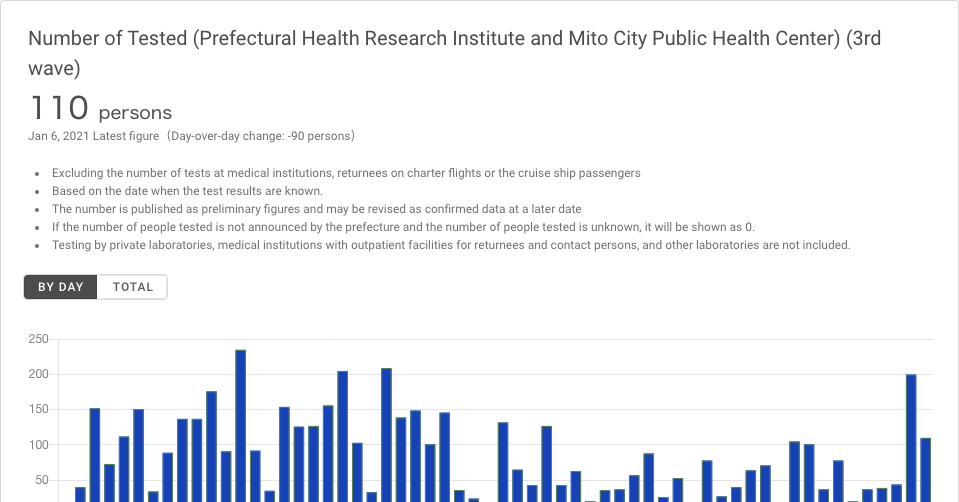 Number of Tested (Prefectural Health Research Institute and Mito City Public Health Center) (3rd
wave)
110 persons
Jan 6, 2021 Latest figure（Day-over-day change: -90 persons）
• Excluding the number of tests at medical institutions, returnees on charter flights or the cruise ship passengers
• Based on the date when the test results are known.
• The number is published as preliminary figures and may be revised as confirmed data at a later date
• If the number of people tested is not announced by the prefecture and the number of people tested is unknown, it will be shown as 0.
• Testing by private laboratories, medical institutions with outpatient facilities for returnees and contact persons, and other laboratories are not included.
BY DAY TOTAL
250
200
150
100
50